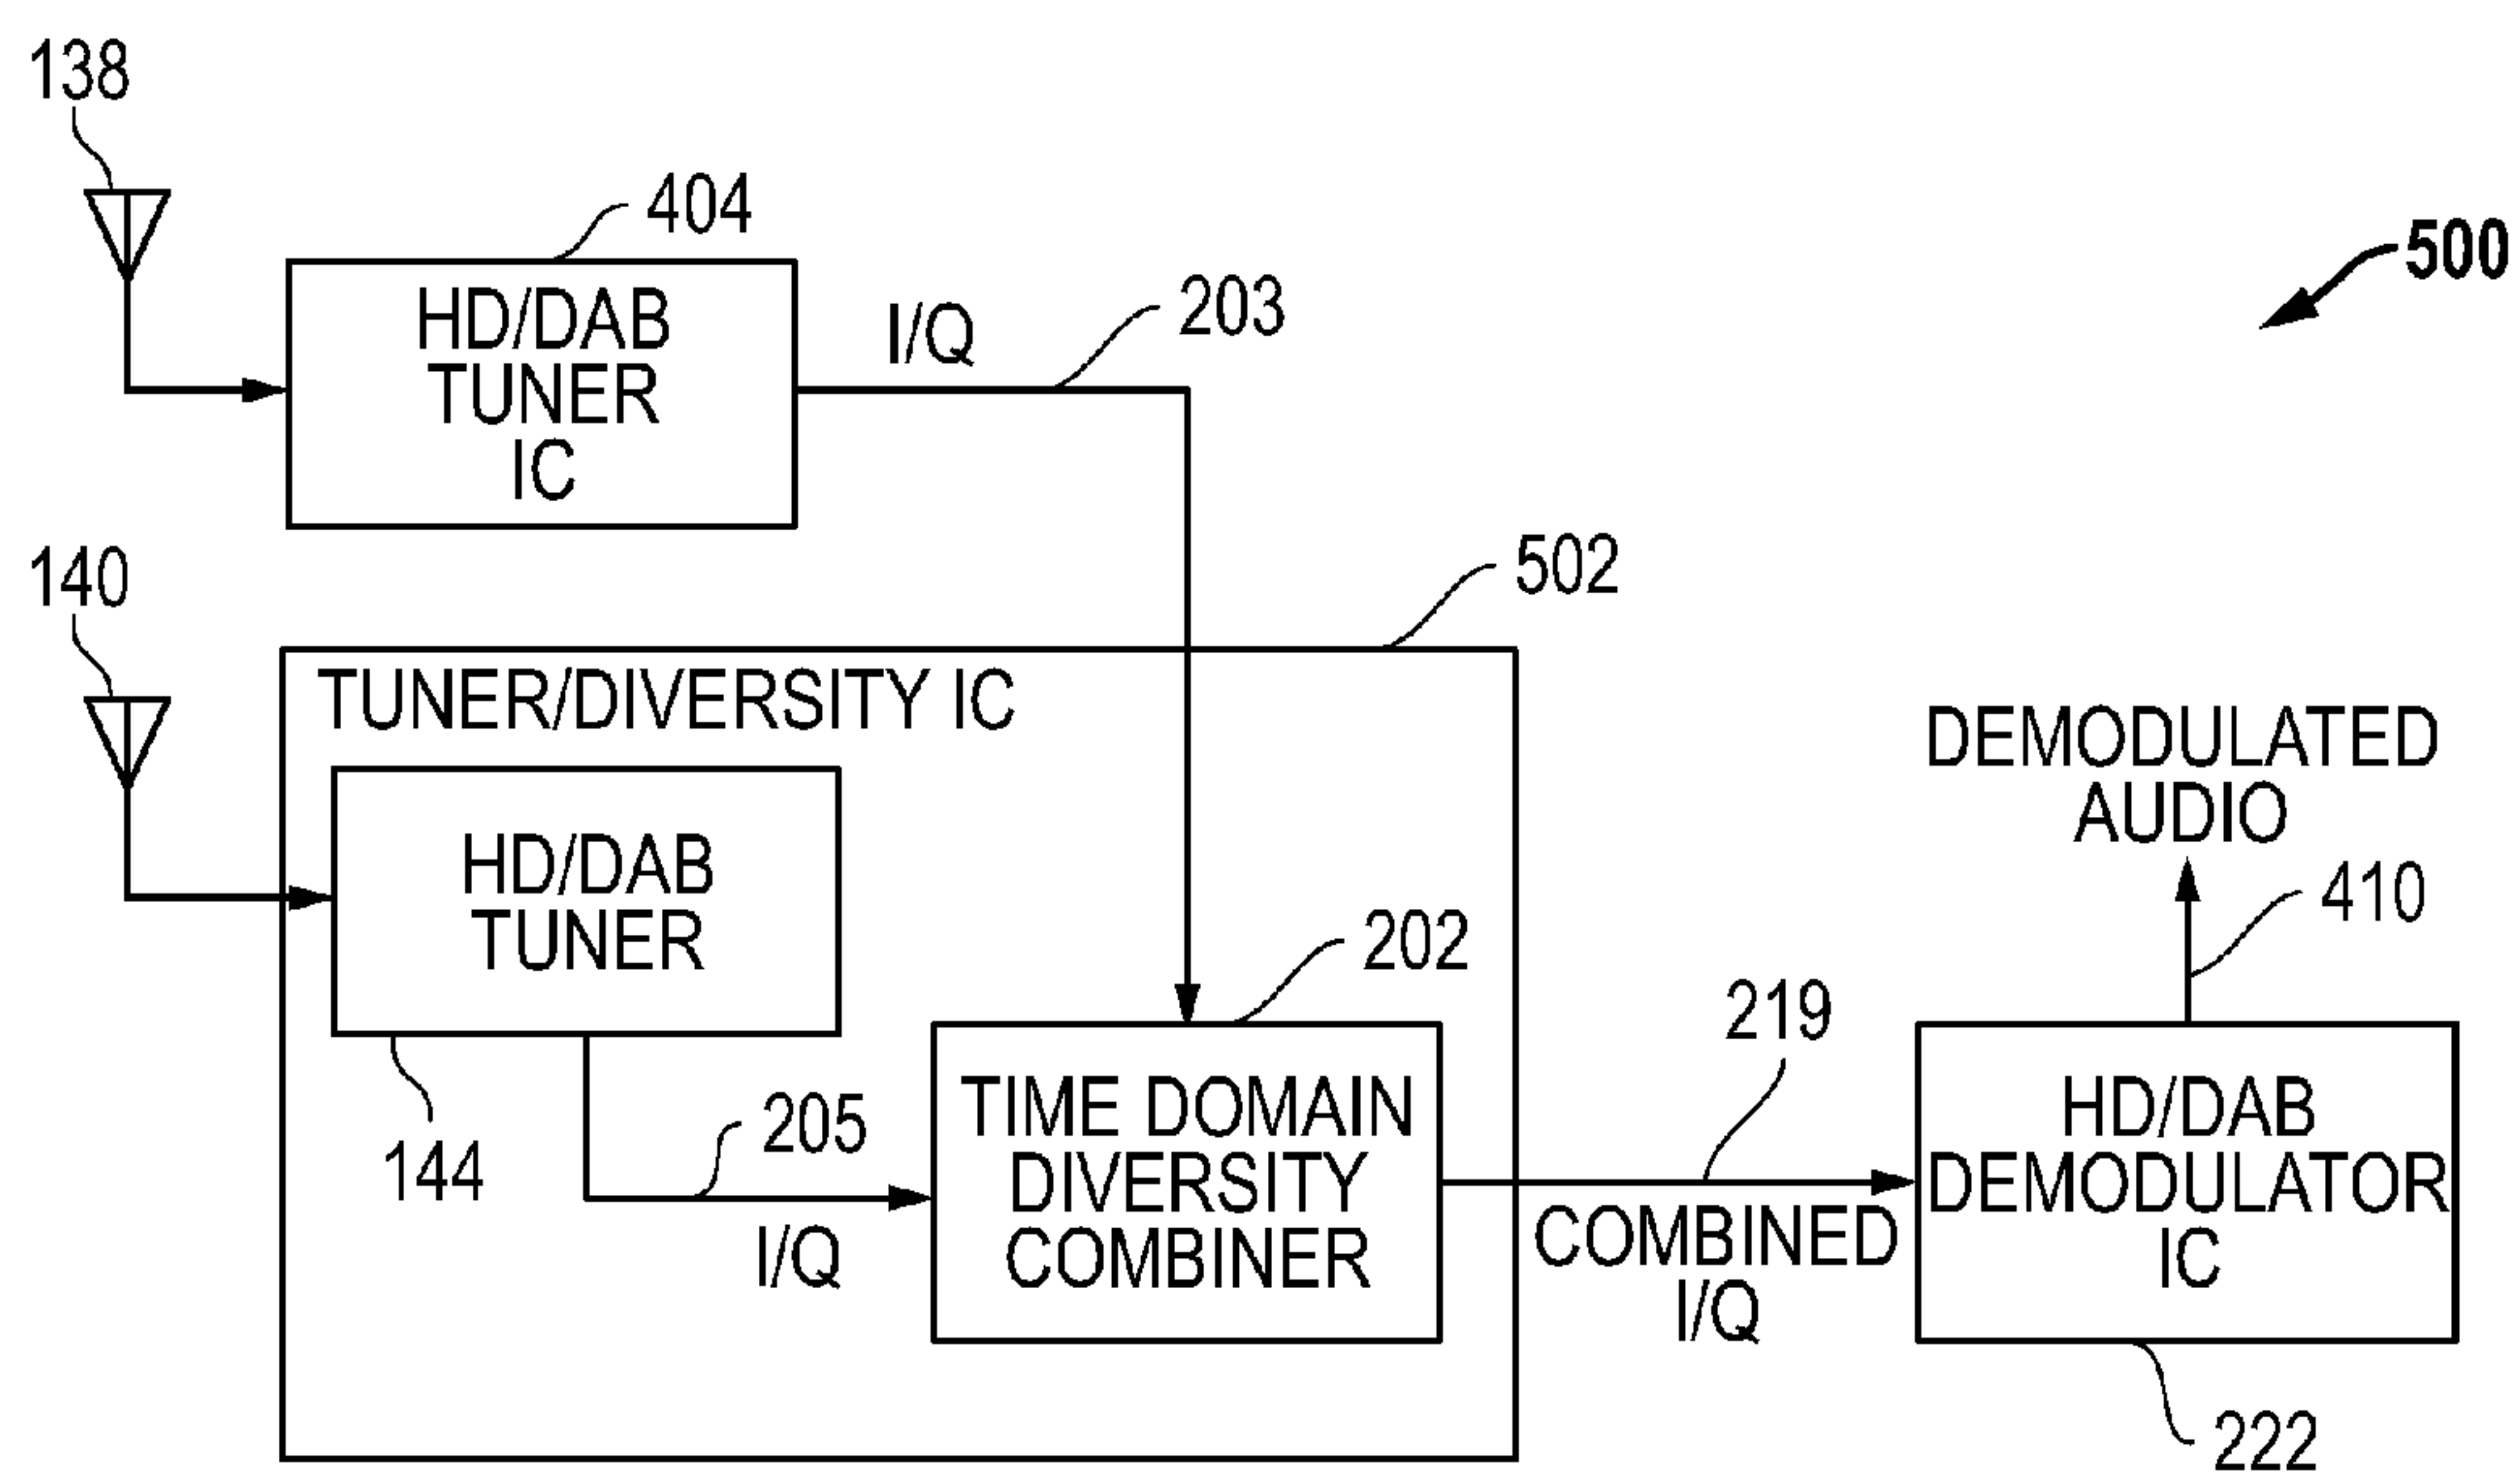 138
404
HD/DAB
TUNER
IC
I/Q
203
500
140
502
TUNER/DIVERSITY IC
HD/DAB
TUNER
144
205
I/Q
202
TIME DOMAIN
DIVERSITY
COMBINER
219
COMBINED
I/Q
DEMODULATED
AUDIO
410
HD/DAB
DEMODULATOR
IC
222